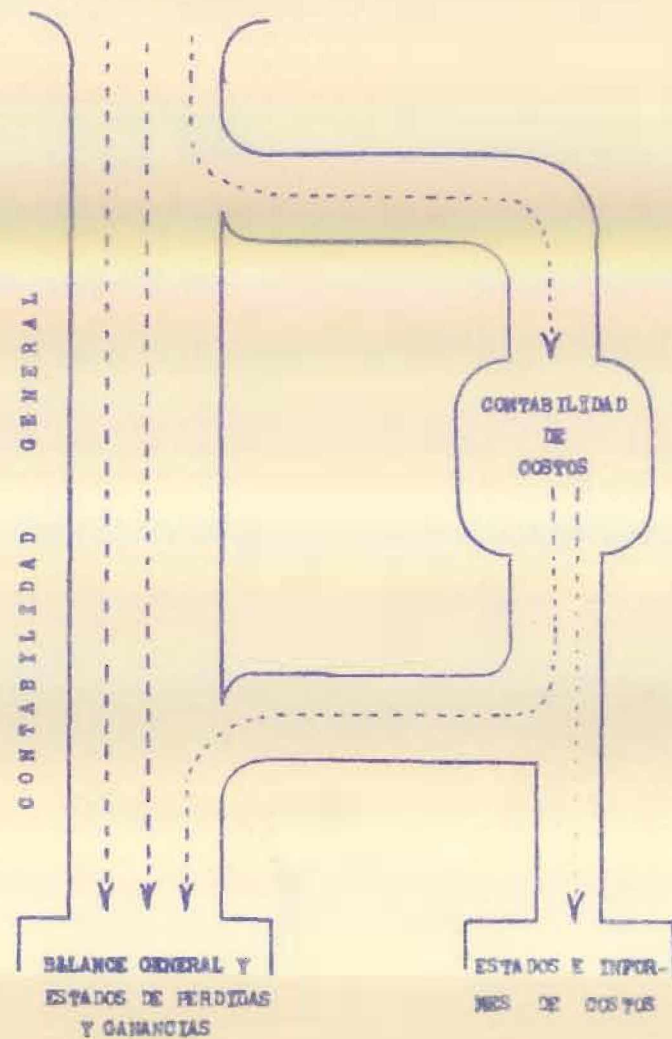 CONTABILIDAD GENERAL
CONTABILIDAD
DE
COSTOS
BALANCE GENERAL Y
ESTADOS DE PERDIDAS
Y GANANCIAS
ESTADOS E INFOR-
MES DE COSTOS